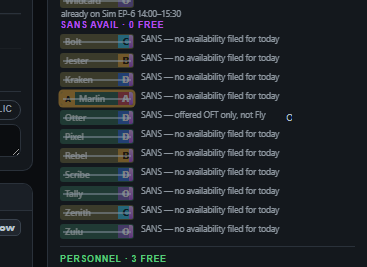 Wildcard
already on Sim EP-6 14:00–15:30
SANS AVAIL · 0 FREE
Bolt C SANS — no availability filed for today
Jester B SANS — no availability filed for today
Kraken D SANS — no availability filed for today
A Marlin A SANS — no availability filed for today
Otter D SANS — offered OFT only, not Fly
Pixel D SANS — no availability filed for today
Rebel B SANS — no availability filed for today
Scribe D SANS — no availability filed for today
Tally SANS — no availability filed for today
Zenith C SANS — no availability filed for today
Zulu SANS — no availability filed for today
PERSONNEL · 3 FREE
LIC
ow